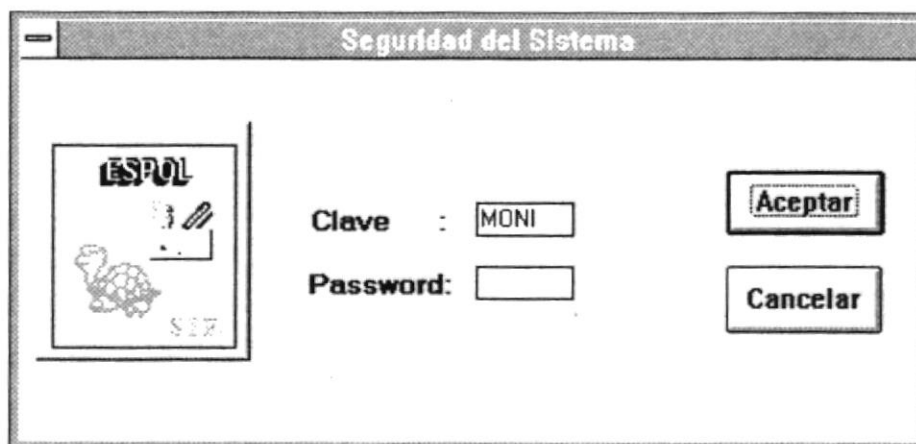 Seguridad del Sistema
ESPOL
Clave : MONI
Password:
Aceptar
Cancelar